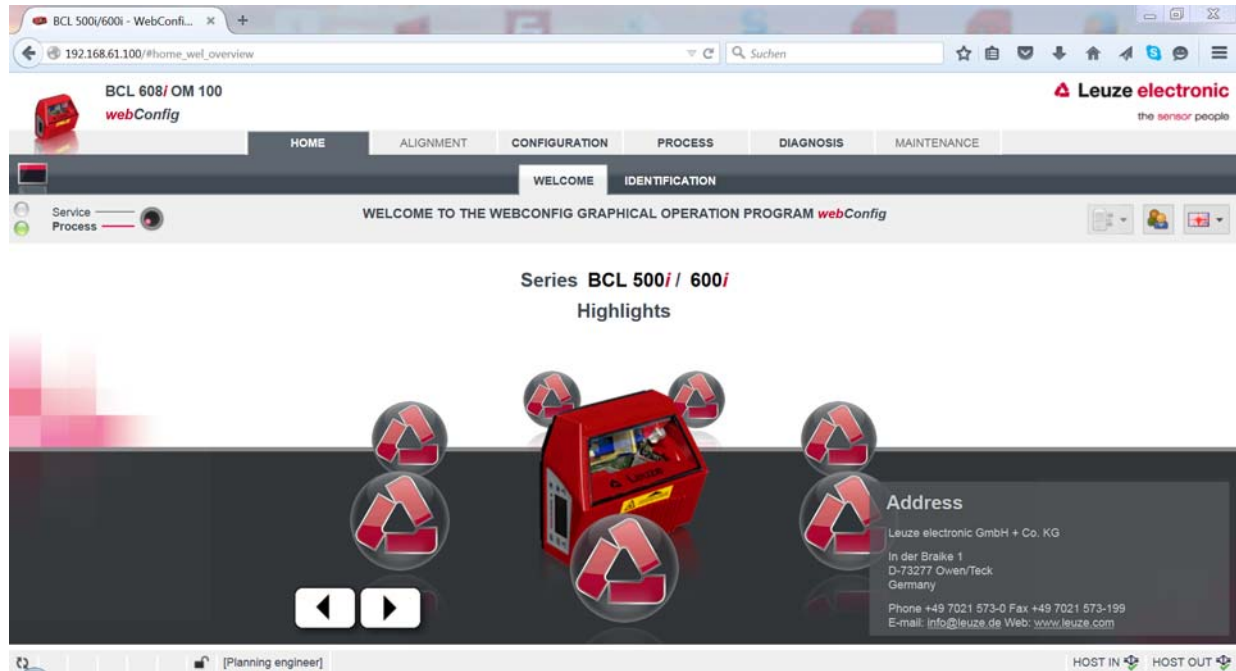 BCL 500i/600i - WebConfi...
192.168.61.100/#home_wel_overview
Suchen
BCL 608i OM 100
webConfig
Leuze electronic
the sensor people
HOME ALIGNMENT CONFIGURATION PROCESS DIAGNOSIS MAINTENANCE
WELCOME IDENTIFICATION
Service
Process
WELCOME TO THE WEBCONFIG GRAPHICAL OPERATION PROGRAM webConfig
Series BCL 500i / 600i
Highlights
Leuze
Address
Leuze electronic GmbH + Co. KG
In der Braike 1
D-73277 Owen/Teck
Germany
Phone +49 7021 573-0 Fax +49 7021 573-199
E-mail: info@leuze.de Web: www.leuze.com
[Planning engineer]
HOST IN HOST OUT